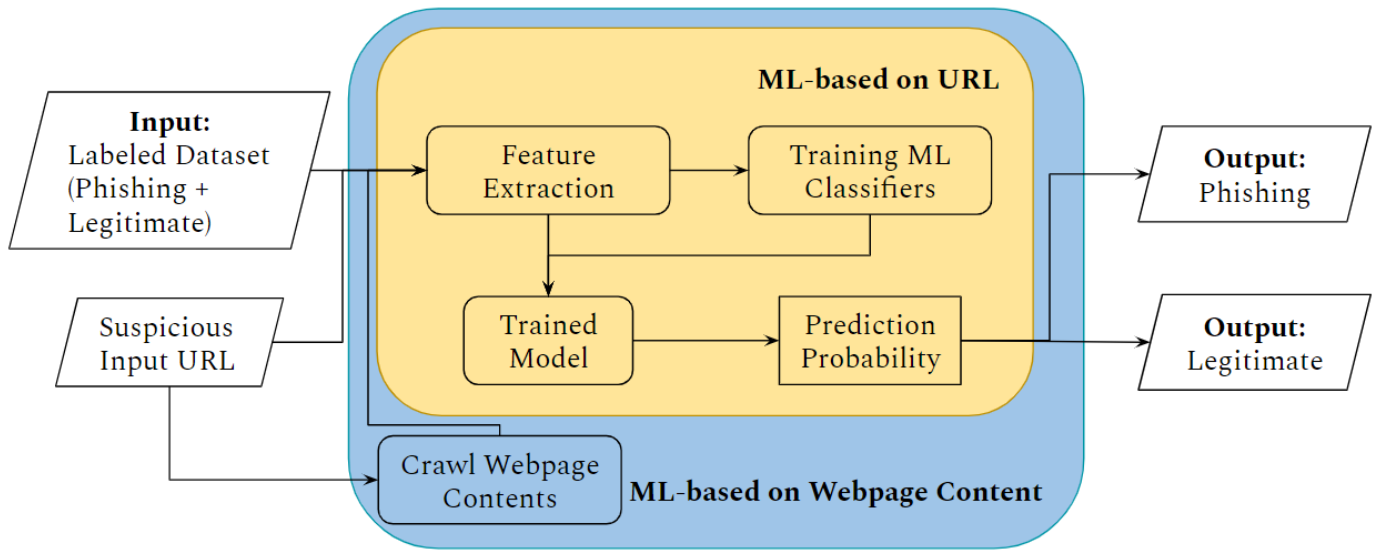 ML-based on URL
Input:
Labeled Dataset
(Phishing +
Legitimate)
Feature
Extraction
Training ML
Classifiers
Output:
Phishing
Suspicious
Input URL
Trained
Model
Prediction
Probability
Output:
Legitimate
Crawl Webpage
Contents
ML-based on Webpage Content